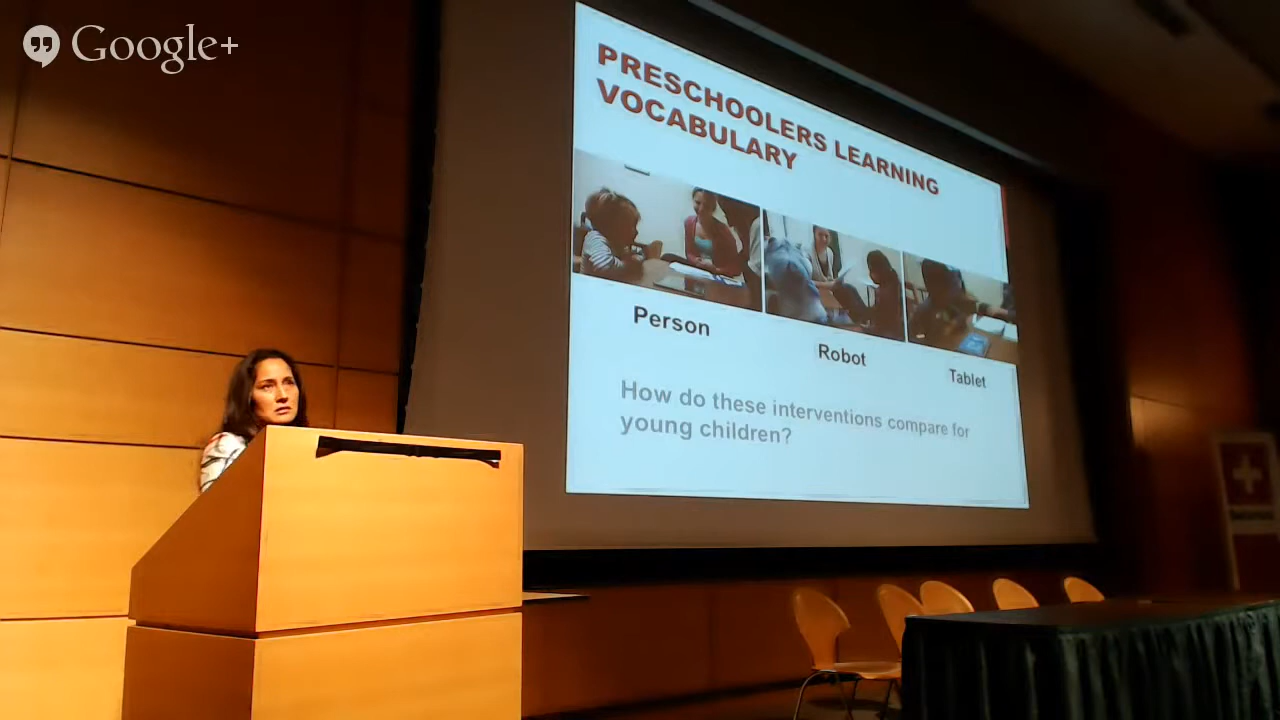 Google+
PRESCHOOLERS LEARNING
VOCABULARY
Person
Robot
Tablet
How do these interventions compare for
young children?